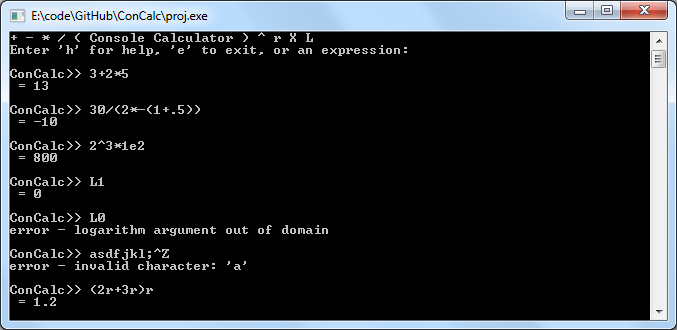 E:\code\GitHub\ConCalc\proj.exe
+ - * / ( Console Calculator ) ^ r X L
Enter 'h' for help, 'e' to exit, or an expression:
ConCalc>> 3+2*5
= 13
ConCalc>> 30/(2*-(1+.5))
= -10
ConCalc>> 2^3*1e2
= 800
ConCalc>> L1
= 0
ConCalc>> L0
error - logarithm argument out of domain
ConCalc>> asdfjkl;^Z
error - invalid character: 'a'
ConCalc>> (2r+3r)r
= 1.2